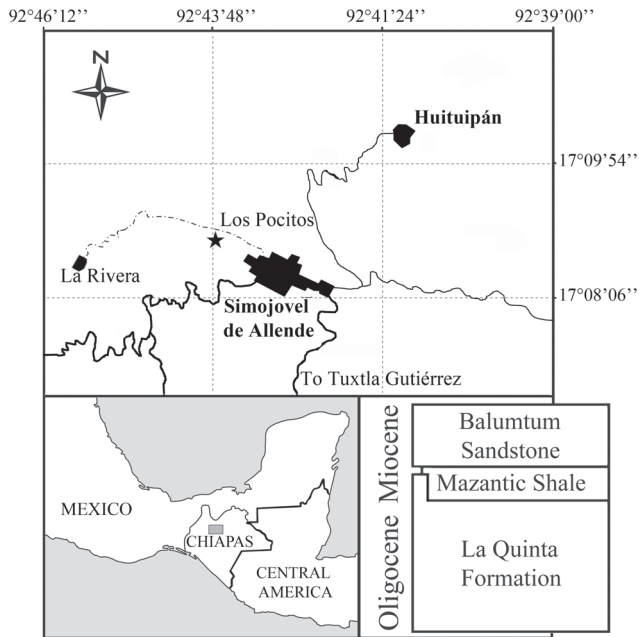 92°46'12’’
92°43’48’’
92°41’24’’
92°39’00’’
N
Huituipán
17°09’54’’
Los Pocitos
La Rivera
17°08’06’’
Simojovel
de Allende
To Tuxtla Gutiérrez
MEXICO
CHIAPAS
CENTRAL
AMERICA
Oligocene Miocene
Balumtum
Sandstone
Mazantic Shale
La Quinta
Formation